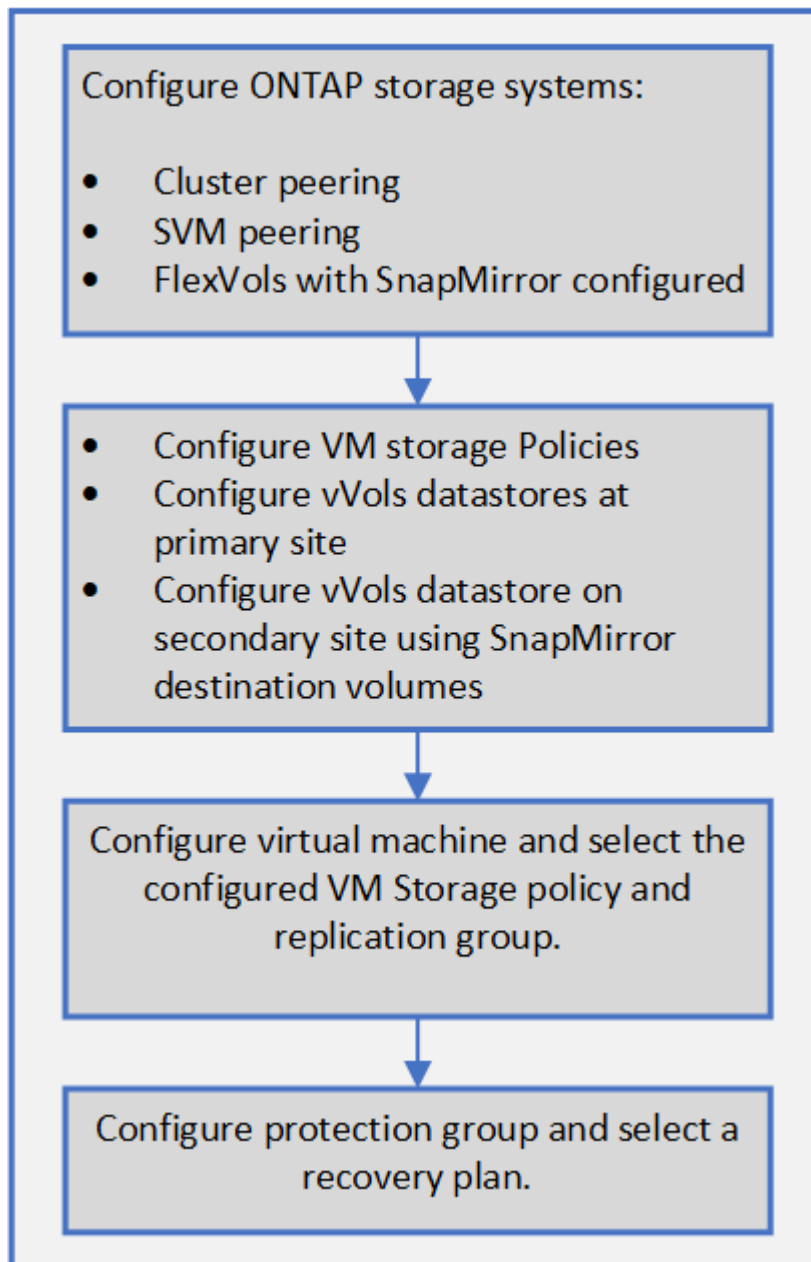 Configure ONTAP storage systems:
• Cluster peering
• SVM peering
• FlexVols with SnapMirror configured
• Configure VM storage Policies
• Configure vVols datastores at
primary site
• Configure vVols datastore on
secondary site using SnapMirror
destination volumes
Configure virtual machine and select the
configured VM Storage policy and
replication group.
Configure protection group and select a
recovery plan.